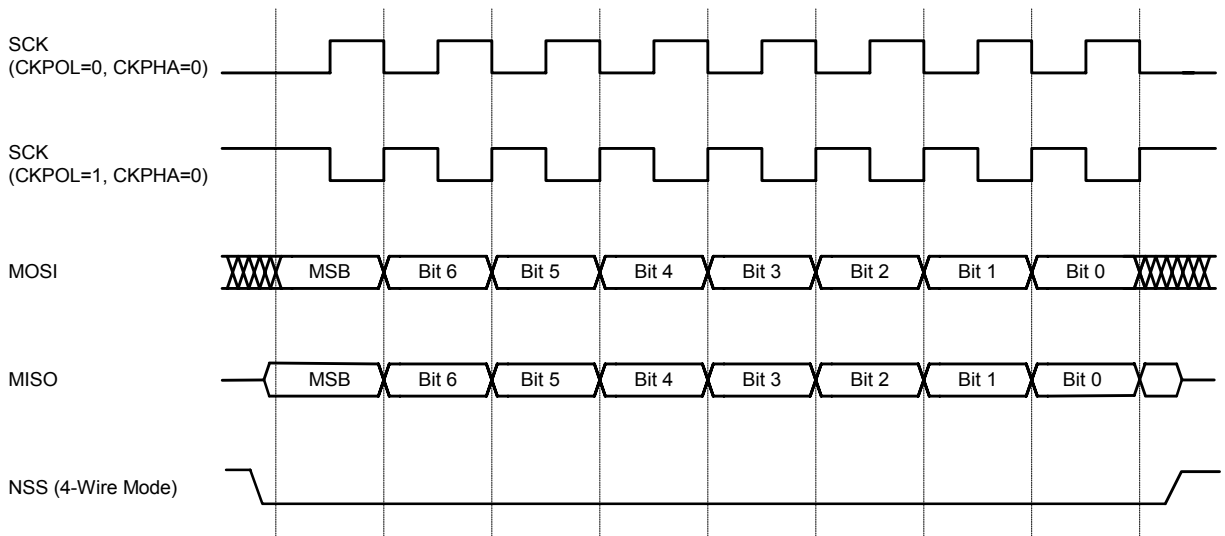 SCK
(CKPOL=0, CKPHA=0)
SCK
(CKPOL=1, CKPHA=0)
MOSI
MSB Bit 6 Bit 5 Bit 4 Bit 3 Bit 2 Bit 1 Bit 0
MISO
MSB Bit 6 Bit 5 Bit 4 Bit 3 Bit 2 Bit 1 Bit 0
NSS (4-Wire Mode)